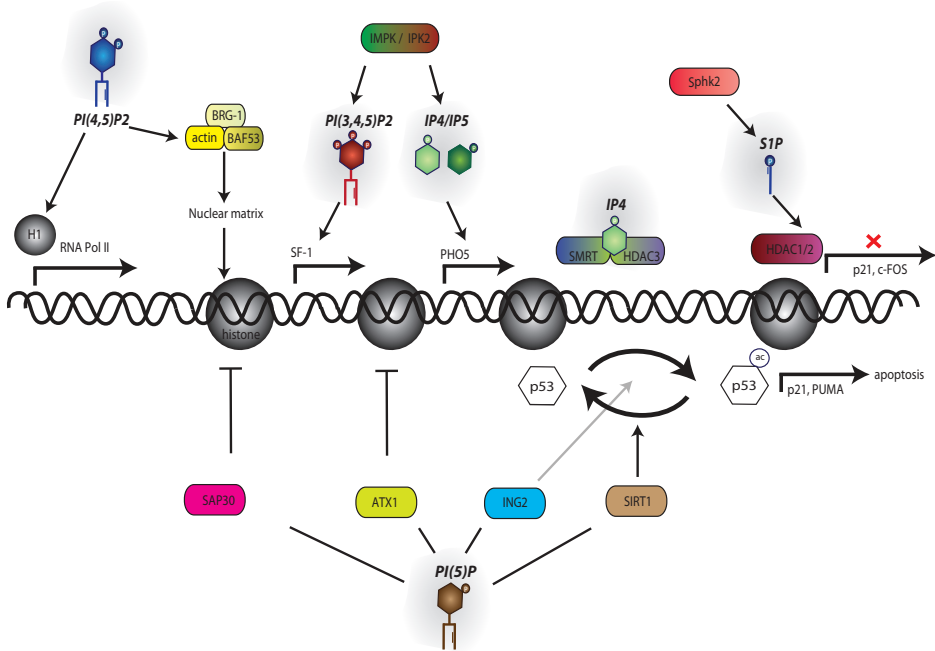 IMPK / IPK2
P
P
Sphk2
PI(4,5)P2
BRG-1
actin
BAF53
PI(3,4,5)P2
IP4/IP5
P
P
P
P
S1P
P
Nuclear matrix
IP4
H1
RNA Pol II
SF-1
PHO5
SMRT
HDAC3
HDAC1/2
p21, c-FOS
histone
p53
ac
p53
apoptosis
p21, PUMA
SAP30
ATX1
ING2
SIRT1
PI(5)P
P